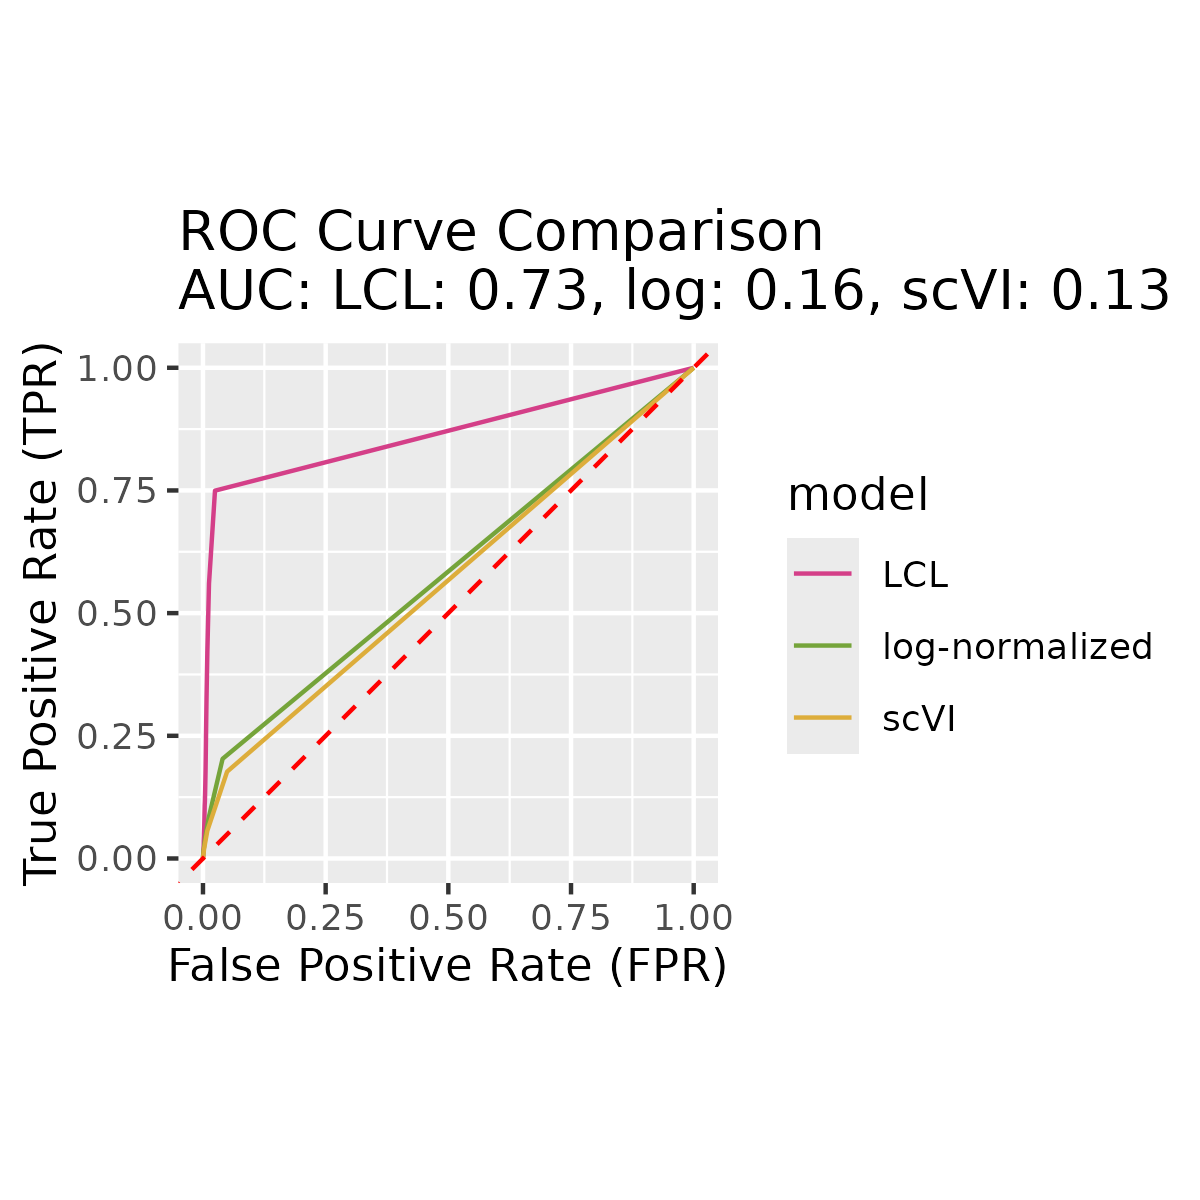 ROC Curve Comparison
AUC: LCL: 0.73, log: 0.16, scVI: 0.13
True Positive Rate (TPR)
1.00
0.75
0.50
0.25
0.00
0.00 0.25 0.50 0.75 1.00
False Positive Rate (FPR)
model
LCL
log-normalized
scVI